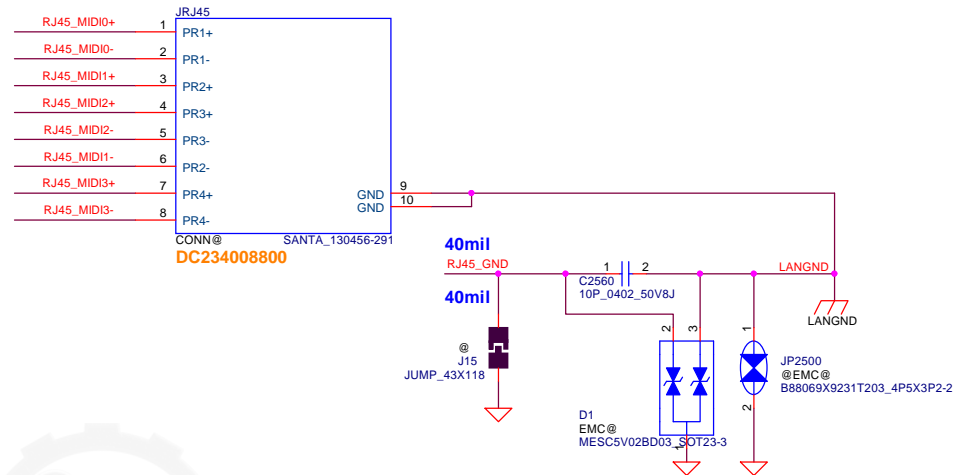 JRJ45
RJ45_MIDI0+ 1 PR1+
RJ45_MIDI0- 2 PR1-
RJ45_MIDI1+ 3 PR2+
RJ45_MIDI2+ 4 PR3+
RJ45_MIDI2- 5 PR3-
RJ45_MIDI1- 6 PR2-
RJ45_MIDI3+ 7 PR4+
RJ45_MIDI3- 8 PR4-
GND 9
GND 10
CONN@ SANTA_130456-291
DC234008800
40mil
RJ45_GND 1 2 LANGND
C2560
10P_0402_50V8J
40mil
LANGND
@
J15
JUMP_43X118
2 3
1
D1
EMC@
MESC5V02BD03_SOT23-3
1
2
JP2500
@EMC@
B88069X9231T203_4P5X3P2-2